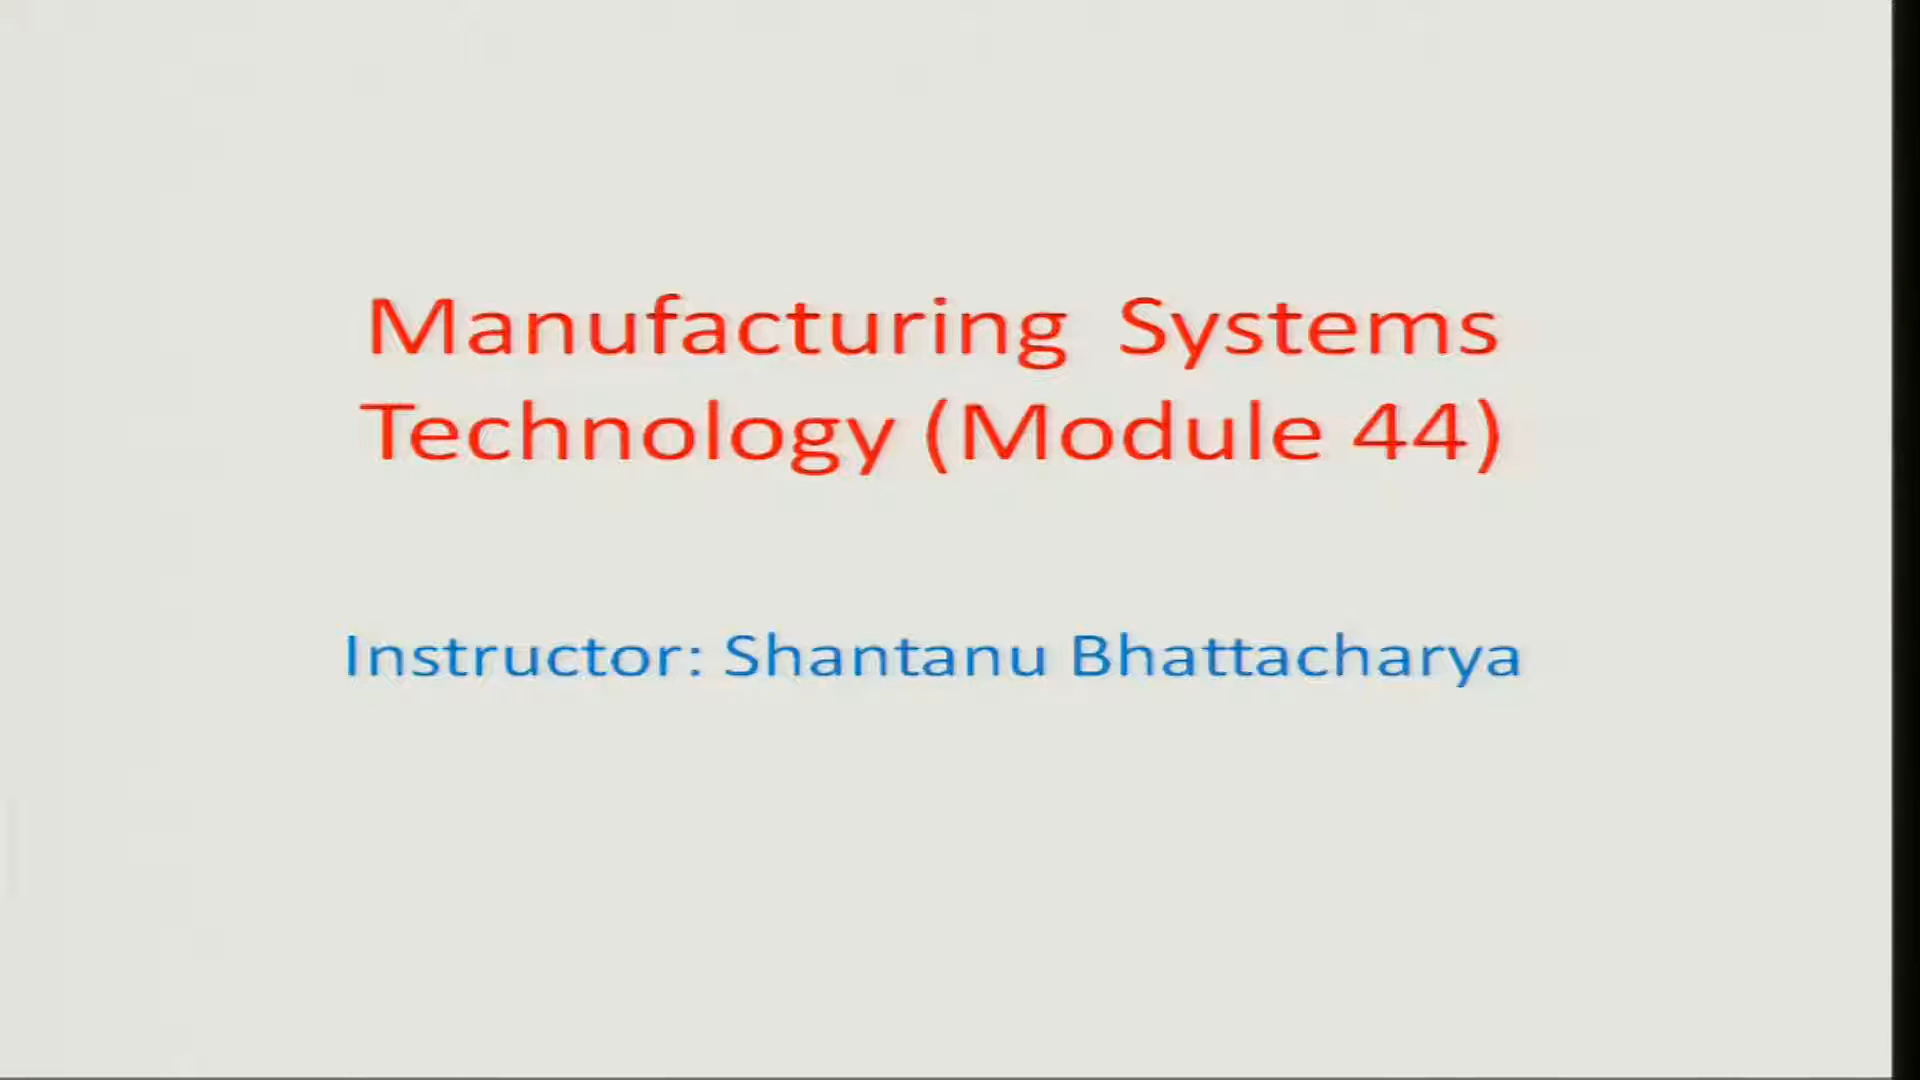 Manufacturing Systems
Technology (Module 44)
Instructor: Shantanu Bhattacharya